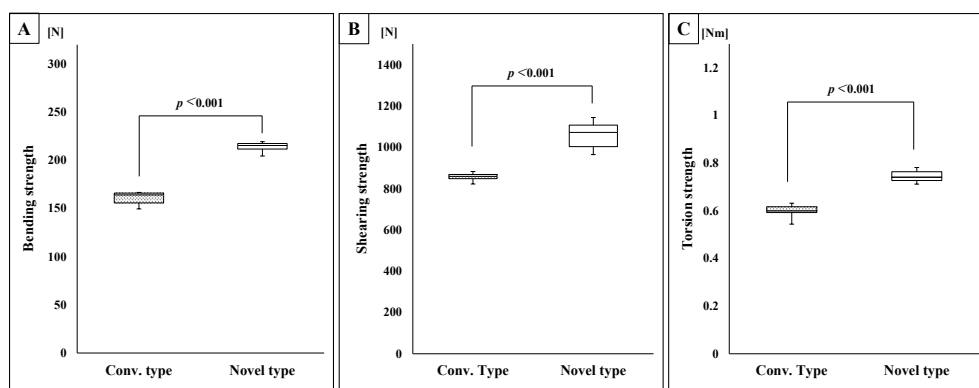 A
[N]
Bending strength
300
250
200
150
100
50
0
p <0.001
Conv. type
Novel type
B
[N]
Shearing strength
1400
1200
1000
800
600
400
200
0
p <0.001
Conv. Type
Novel type
C
[Nm]
Torsion strength
1.2
1
0.8
0.6
0.4
0.2
0
p <0.001
Conv. type
Novel type